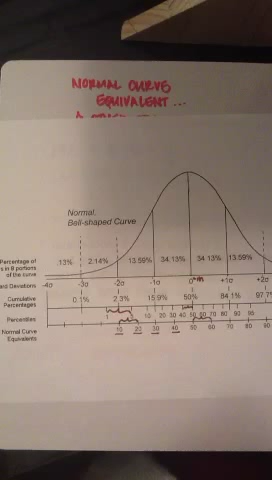 NORMAL CURVE
EQUIVALENT...
Normal,
Bell-shaped Curve
Percentage of
s in 8 portions
of the curve
.13% 2.14% 13.59% 34.13% 34.13% 13.59%
ard Deviations
-4σ -3σ -2σ -1σ 0 +1σ +2σ
Cumulative
Percentages
0.1% 2.3% 15.9% 50% 84.1% 97.7%
Percentiles
1 10 20 30 40 50 60 70 80 90 95
Normal Curve
Equivalents
10 20 30 40 50 60 70 80 90